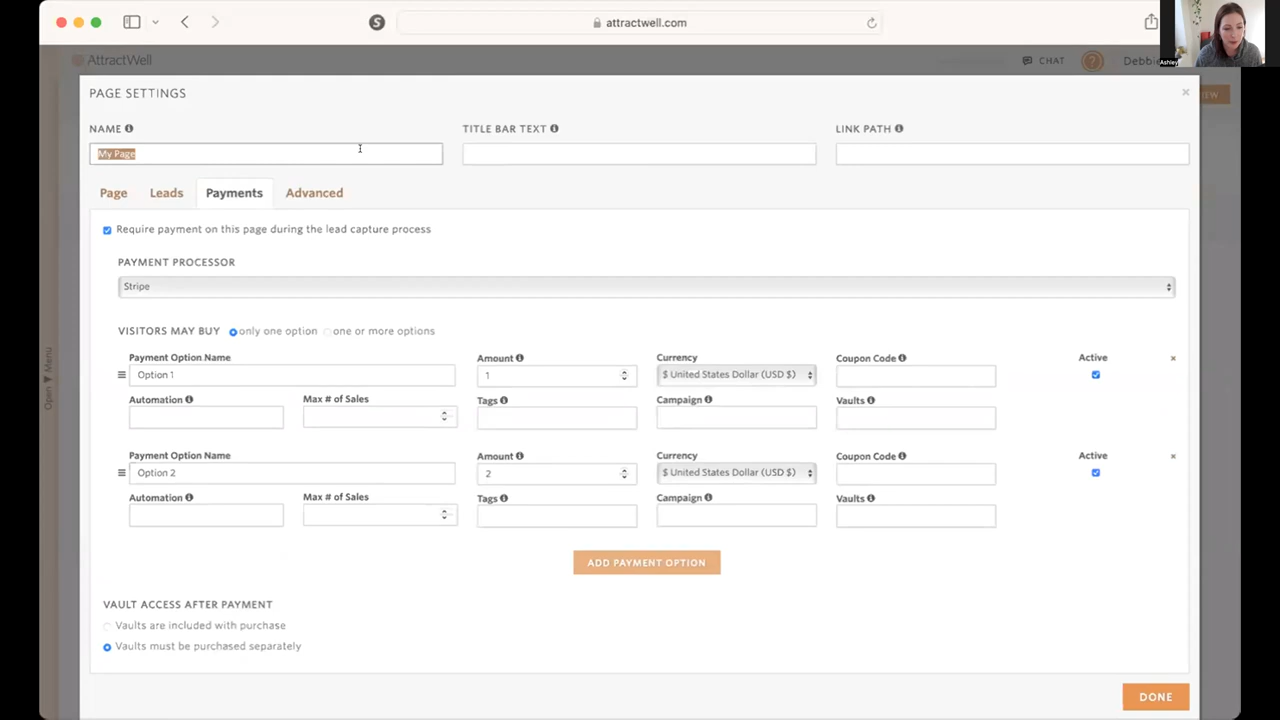 attractwell.com
Ashley
AttractWell
CHAT
?
Debbie
PAGE SETTINGS
×
NAME
TITLE BAR TEXT
LINK PATH
My Page
Page
Leads
Payments
Advanced
Require payment on this page during the lead capture process
PAYMENT PROCESSOR
Stripe
VISITORS MAY BUY only one option one or more options
Payment Option Name
Amount
Currency
Coupon Code
Active
Option 1
1
$ United States Dollar (USD $)
Automation
Max # of Sales
Tags
Campaign
Vaults
Payment Option Name
Amount
Currency
Coupon Code
Active
Option 2
2
$ United States Dollar (USD $)
Automation
Max # of Sales
Tags
Campaign
Vaults
ADD PAYMENT OPTION
VAULT ACCESS AFTER PAYMENT
Vaults are included with purchase
Vaults must be purchased separately
DONE
Open Menu